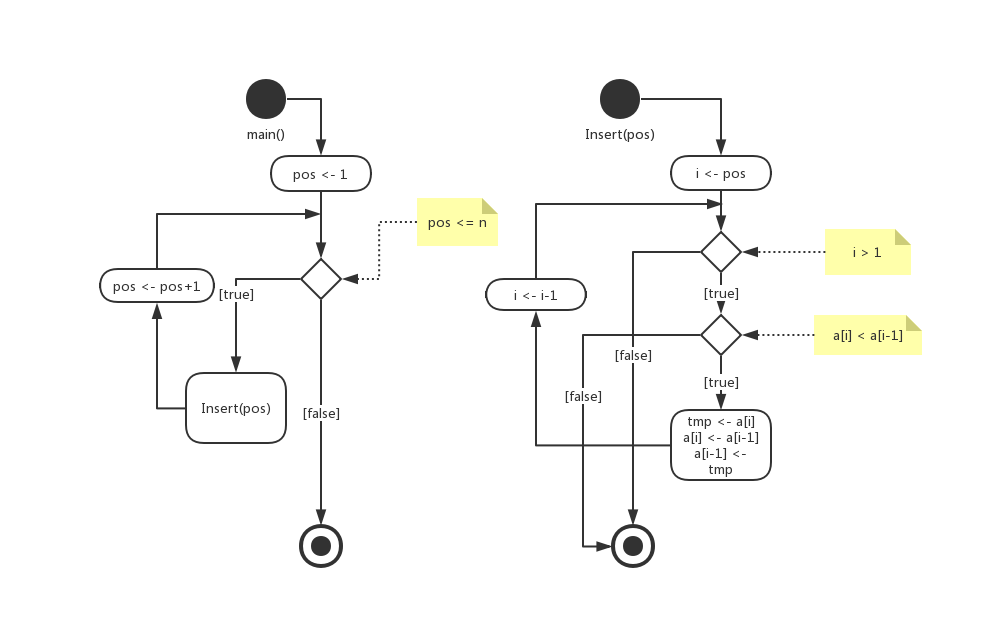 main()
pos <- 1
pos <= n
pos <- pos+1
[true]
Insert(pos)
[false]
Insert(pos)
i <- pos
i > 1
i <- i-1
[true]
a[i] < a[i-1]
[false]
[true]
[false]
tmp <- a[i]
a[i] <- a[i-1]
a[i-1] <-
tmp